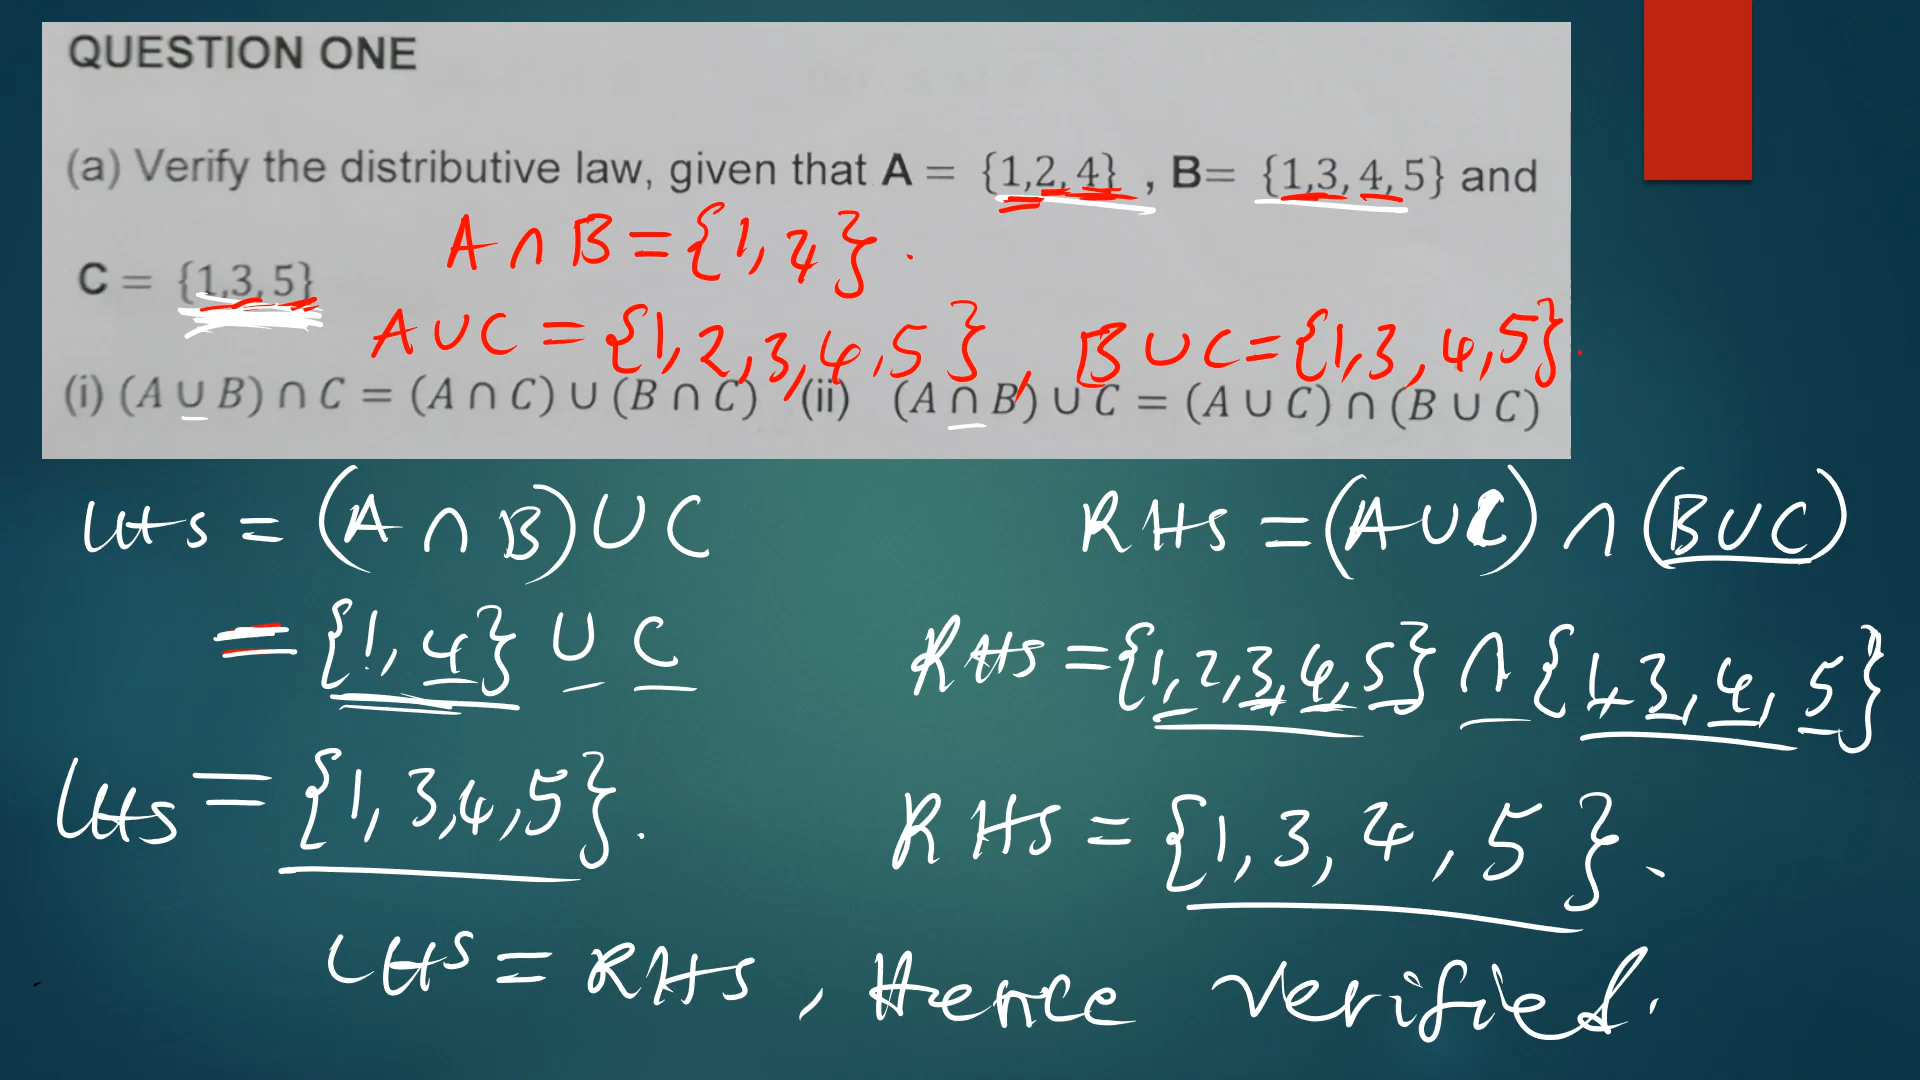 QUESTION ONE
(a) Verify the distributive law, given that A = {1,2,4} , B= {1,3,4,5} and
A ∩ B = {1,4}.
C = {1,3,5}
A∪C = {1,2,3,4,5}, B∪C={1,3,4,5}.
(i) (A ∪ B) ∩ C = (A ∩ C) ∪ (B ∩ C) (ii) (A ∩ B) ∪ C = (A ∪ C) ∩ (B ∪ C)
LHS = (A ∩ B)∪C
= {1,4} ∪ C
LHS = {1,3,4,5}.
RHS = (A∪C) ∩ (B∪C)
RHS = {1,2,3,4,5} ∩ {1,3,4,5}
RHS = {1,3,4,5}.
LHS = RHS, Hence verified.